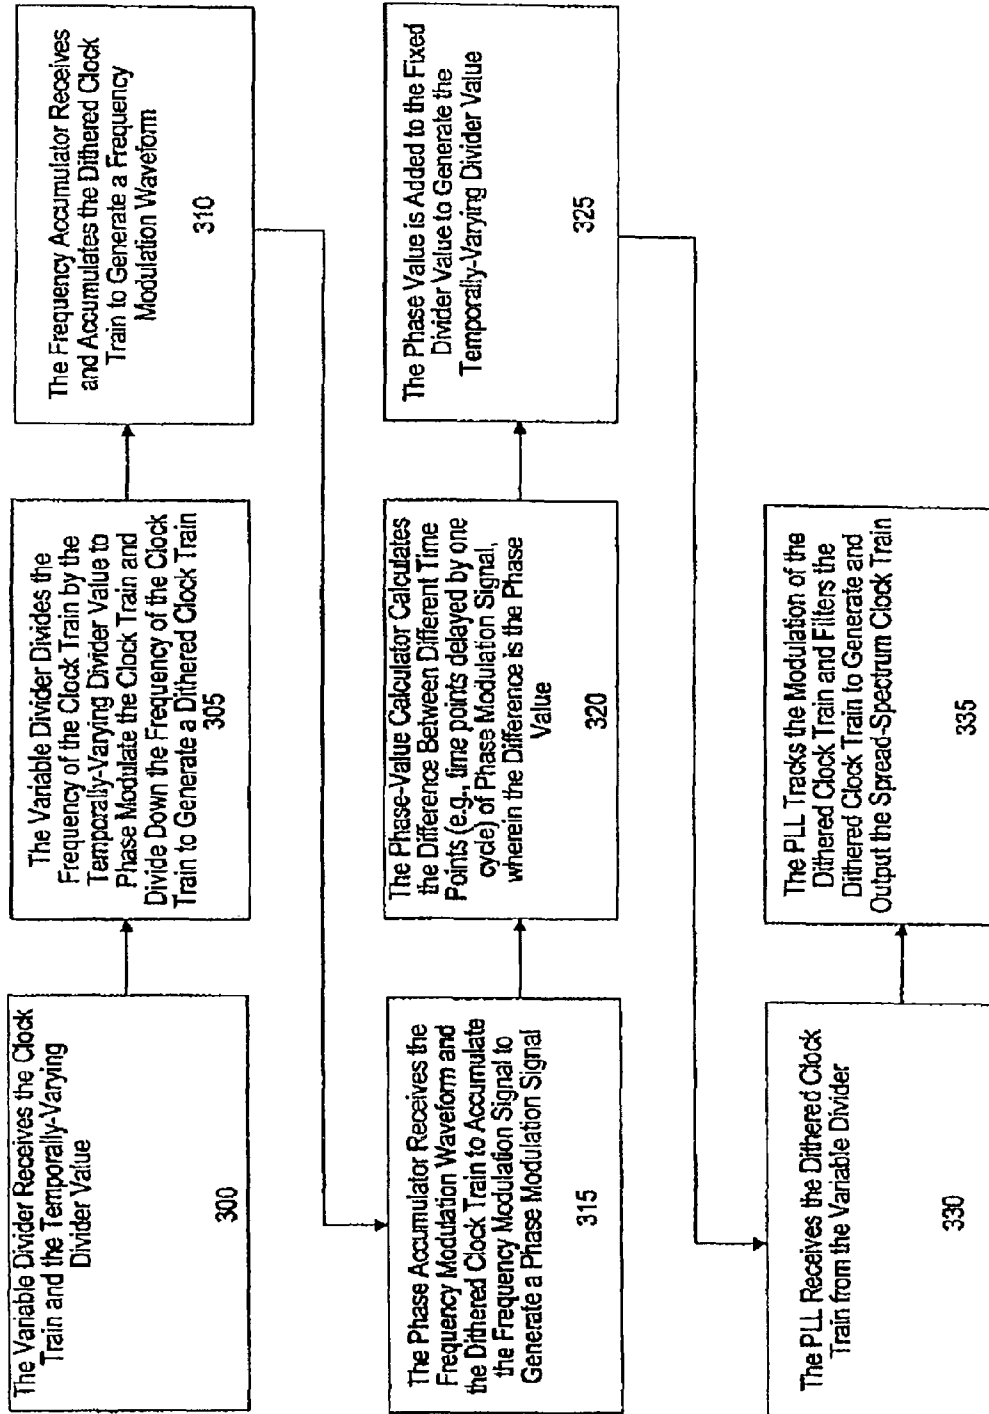 The Variable Divider Receives the Clock
Train and the Temporally-Varying
Divider Value
300
The Variable Divider Divides the
Frequency of the Clock Train by the
Temporally-Varying Divider Value to
Phase Modulate the Clock Train and
Divide Down the Frequency of the Clock
Train to Generate a Dithered Clock Train
305
The Frequency Accumulator Receives
and Accumulates the Dithered Clock
Train to Generate a Frequency
Modulation Waveform
310
The Phase Accumulator Receives the
Frequency Modulation Waveform and
the Dithered Clock Train to Accumulate
the Frequency Modulation Signal to
Generate a Phase Modulation Signal
315
The Phase-Value Calculator Calculates
the Difference Between Different Time
Points (e.g., time points delayed by one
cycle) of Phase Modulation Signal,
wherein the Difference is the Phase
Value
320
The Phase Value is Added to the Fixed
Divider Value to Generate the
Temporally-Varying Divider Value
325
The PLL Receives the Dithered Clock
Train from the Variable Divider
330
The PLL Tracks the Modulation of the
Dithered Clock Train and Filters the
Dithered Clock Train to Generate and
Output the Spread-Spectrum Clock Train
335